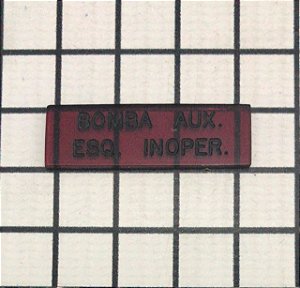 BOMBA AUX.
ESQ. INOPER.